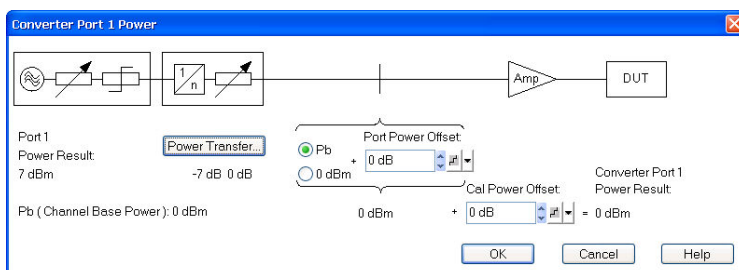 Converter Port 1 Power
1
n
Amp
DUT
Port 1
Power Result:
7 dBm
Power Transfer...
-7 dB 0 dB
Pb
0 dBm
+
Port Power Offset:
0 dB
Pb ( Channel Base Power ): 0 dBm
0 dBm
+
Cal Power Offset:
0 dB
Converter Port 1
Power Result:
= 0 dBm
OK
Cancel
Help